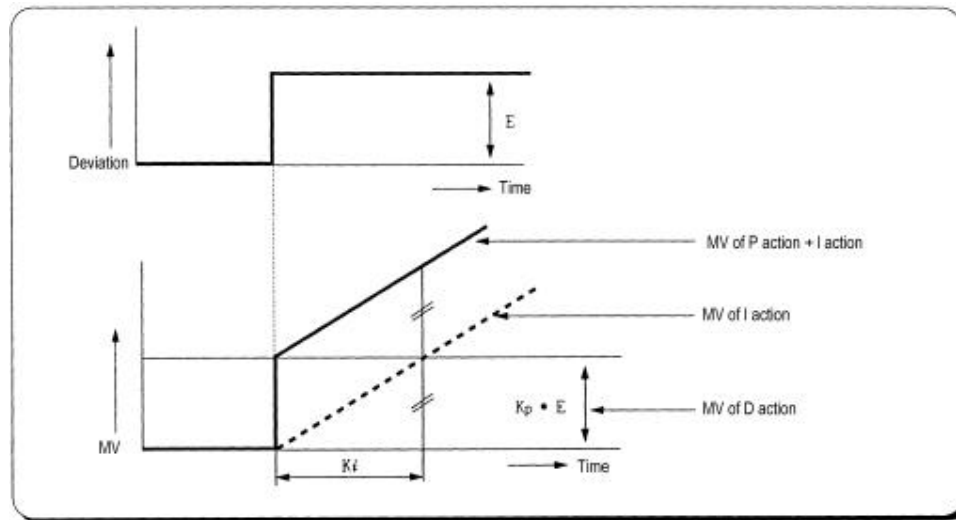 E
Deviation
Time
MV of P action + I action
MV of I action
Kp • E
MV of D action
MV
Ki
Time